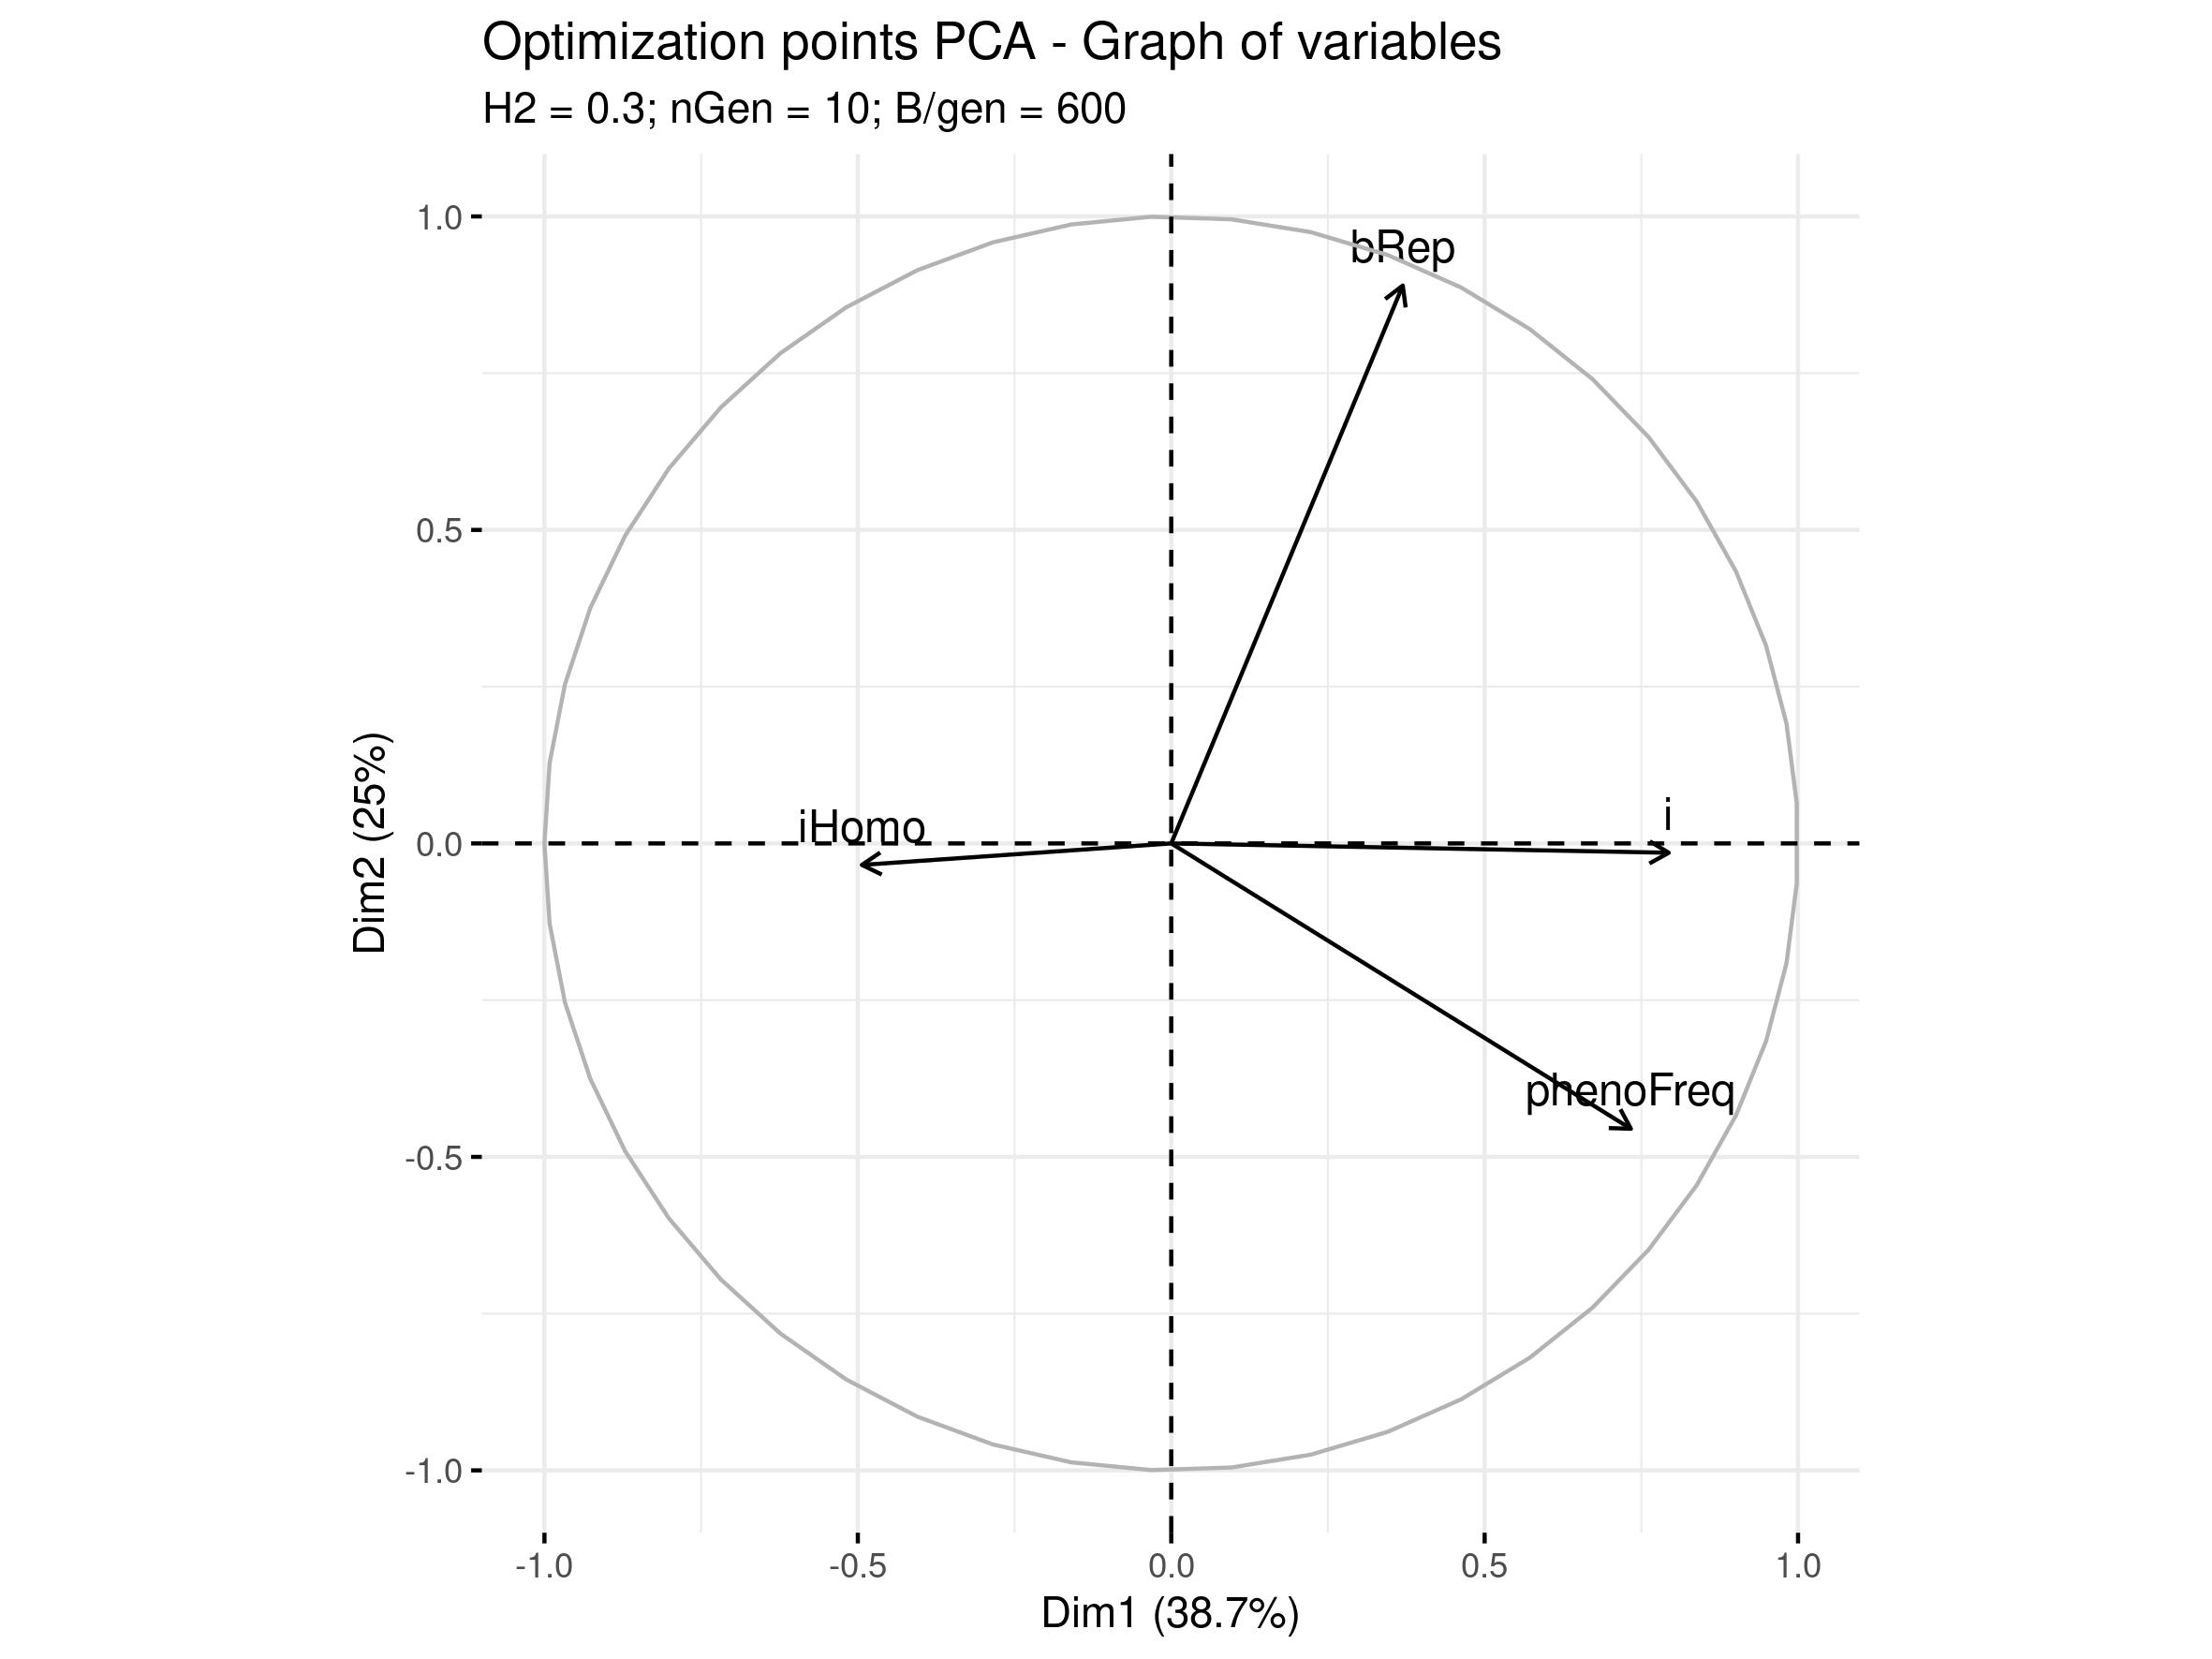 Optimization points PCA - Graph of variables
H2 = 0.3; nGen = 10; B/gen = 600
1.0
bRep
0.5
Dim2 (25%)
0.0
iHomo
i
phenoFreq
-0.5
-1.0
-1.0
-0.5
0.0
0.5
1.0
Dim1 (38.7%)